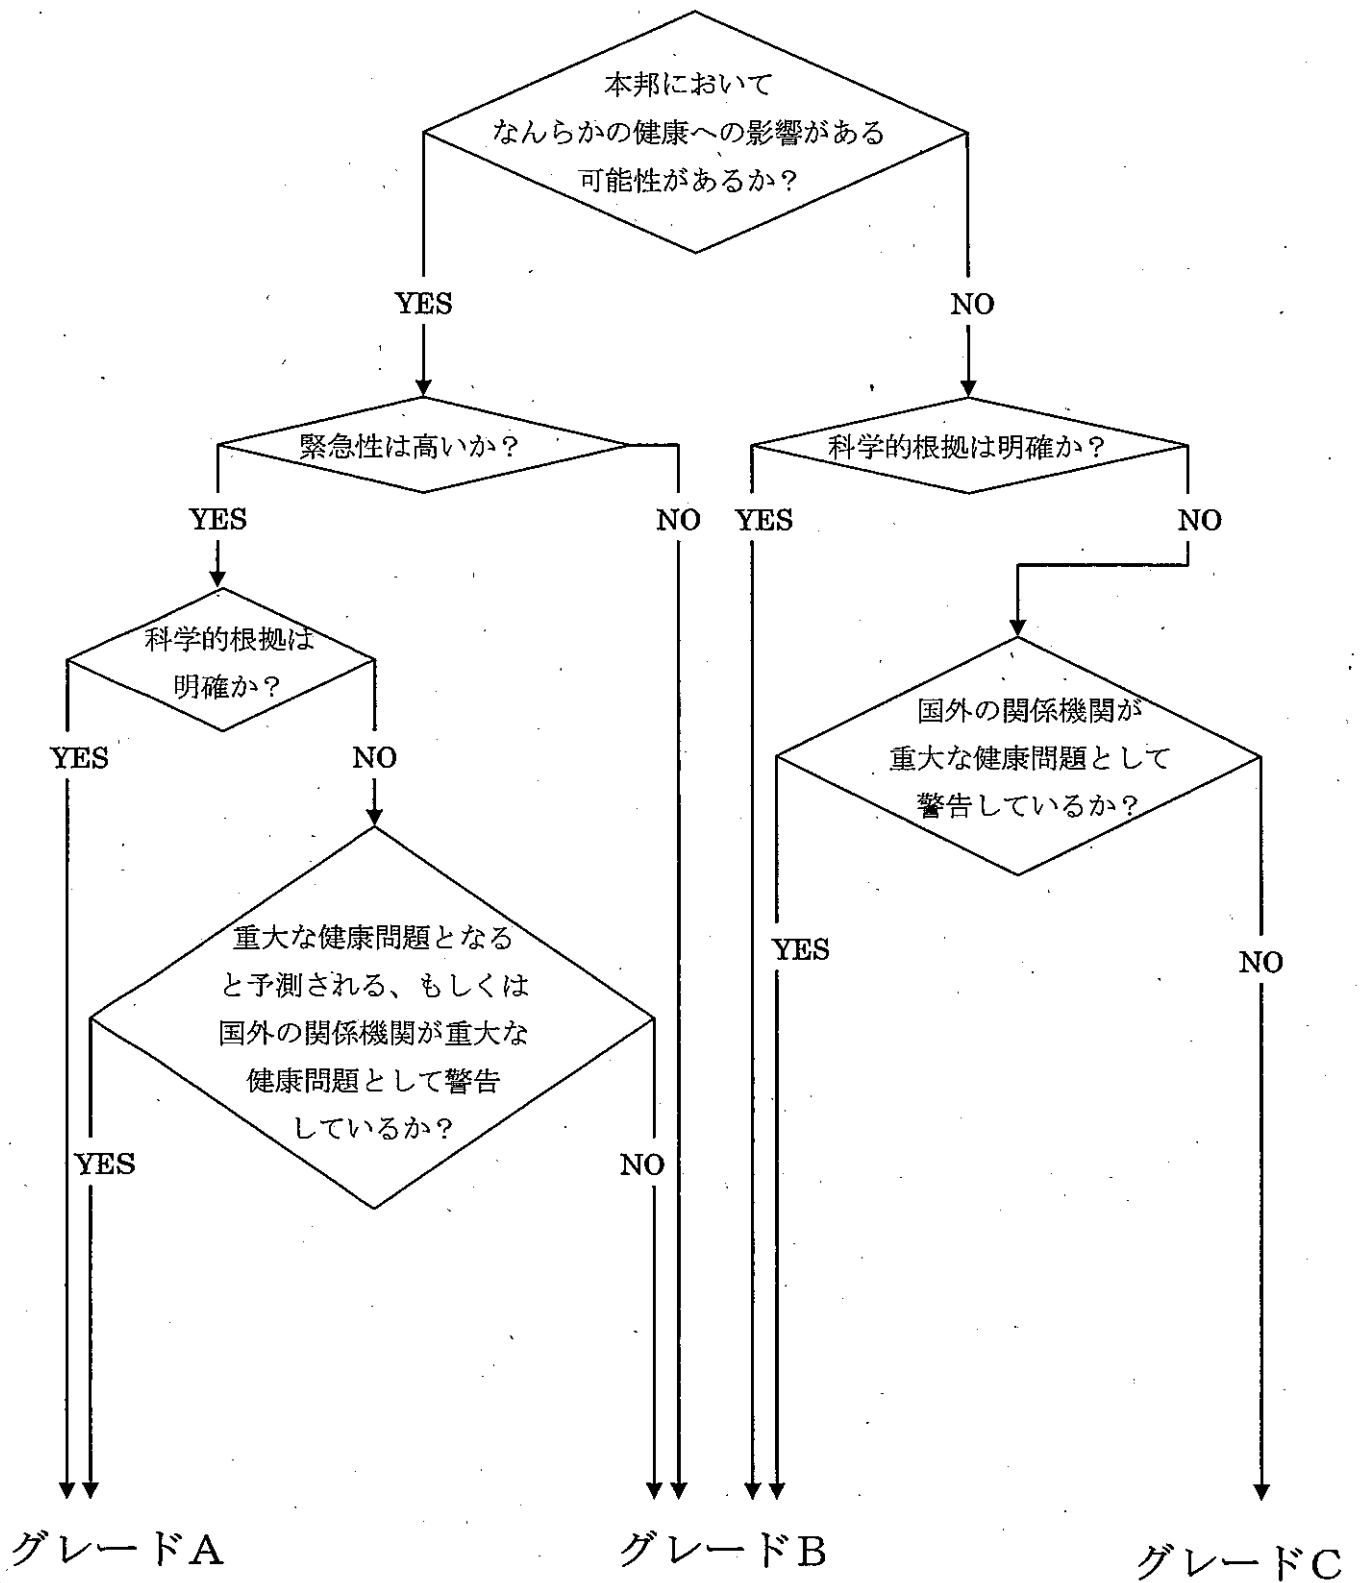 本邦において
なんらかの健康への影響がある
可能性があるか？
YES
NO
緊急性は高いか？
科学的根拠は明確か？
YES
NO
YES
NO
科学的根拠は
明確か？
国外の関係機関が
重大な健康問題として
警告しているか？
YES
NO
重大な健康問題となる
と予測される、もしくは
国外の関係機関が重大な
健康問題として警告
しているか？
YES
NO
YES
NO
グレードA
グレードB
グレードC